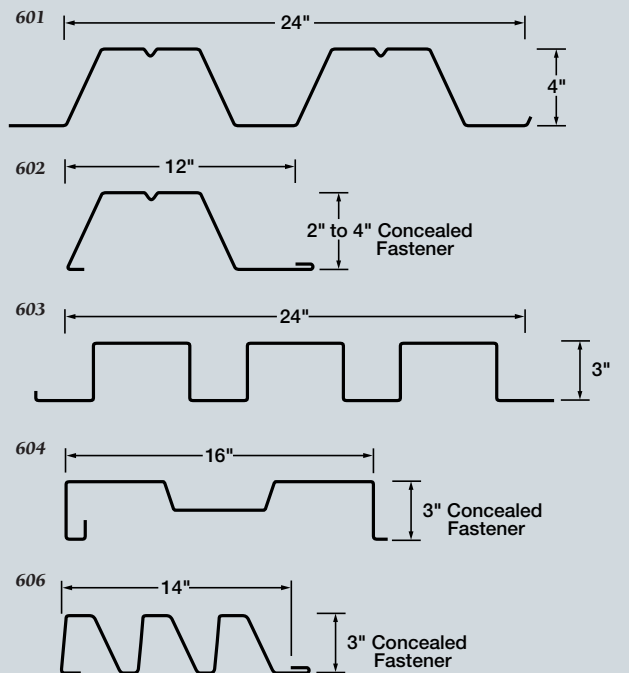 601
24"
4"
602
12"
2" to 4" Concealed
Fastener
603
24"
3"
604
16"
3" Concealed
Fastener
606
14"
3" Concealed
Fastener